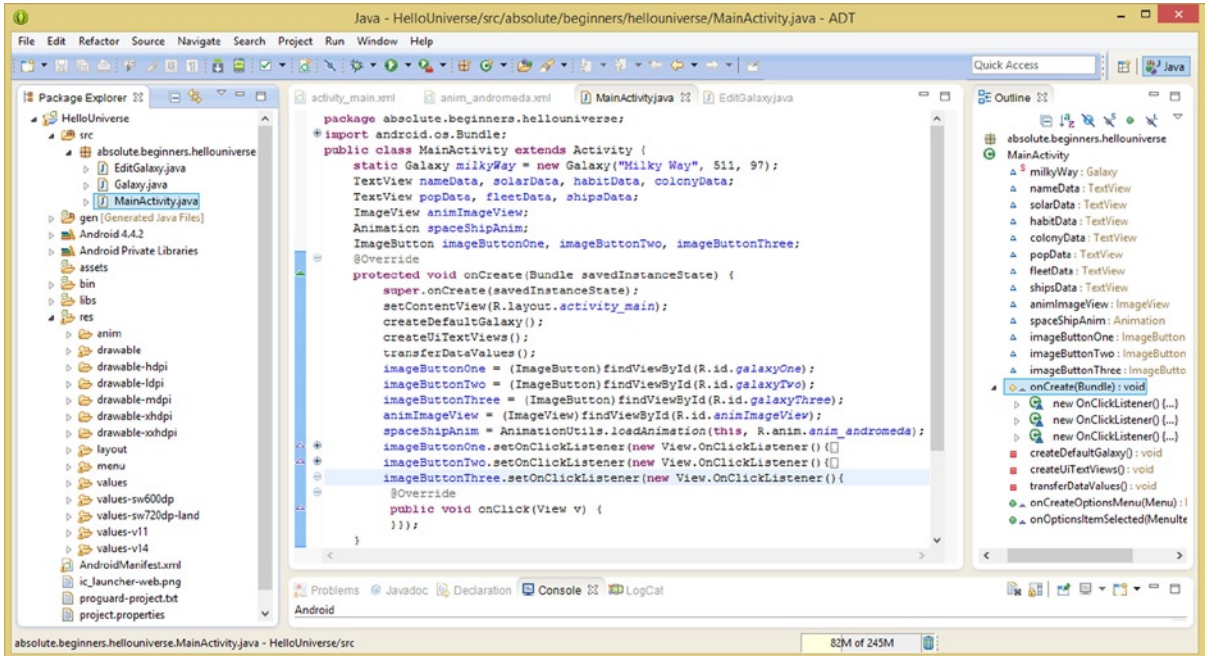 Java - HelloUniverse/src/absolute/beginners/hellouniverse/MainActivity.java - ADT
File Edit Refactor Source Navigate Search Project Run Window Help
Quick Access
Java
Package Explorer
HelloUniverse
src
absolute.beginners.hellouniverse
EditGalaxy.java
Galaxy.java
MainActivity.java
gen [Generated Java Files]
Android 4.4.2
Android Private Libraries
assets
bin
libs
res
anim
drawable
drawable-hdpi
drawable-ldpi
drawable-mdpi
drawable-xhdpi
drawable-xxhdpi
layout
menu
values
values-sw600dp
values-sw720dp-land
values-v11
values-v14
AndroidManifest.xml
ic_launcher-web.png
proguard-project.txt
project.properties
activity_main.xml anim_andromeda.xml MainActivity.java EditGalaxy.java
package absolute.beginners.hellouniverse;
import android.os.Bundle;
public class MainActivity extends Activity {
static Galaxy milkyWay = new Galaxy("Milky Way", 511, 97);
TextView nameData, solarData, habitData, colonyData;
TextView popData, fleetData, shipsData;
ImageView animImageView;
Animation spaceShipAnim;
ImageButton imageButtonOne, imageButtonTwo, imageButtonThree;
@Override
protected void onCreate(Bundle savedInstanceState) {
super.onCreate(savedInstanceState);
setContentView(R.layout.activity_main);
createDefaultGalaxy();
createUiTextViews();
transferDataValues();
imageButtonOne = (ImageButton)findViewById(R.id.galaxyOne);
imageButtonTwo = (ImageButton)findViewById(R.id.galaxyTwo);
imageButtonThree = (ImageButton)findViewById(R.id.galaxyThree);
animImageView = (ImageView)findViewById(R.id.animImageView);
spaceShipAnim = AnimationUtils.loadAnimation(this, R.anim.anim_andromeda);
imageButtonOne.setOnClickListener(new View.OnClickListener(){
imageButtonTwo.setOnClickListener(new View.OnClickListener(){
imageButtonThree.setOnClickListener(new View.OnClickListener(){
@Override
public void onClick(View v) {
}});
}
Outline
absolute.beginners.hellouniverse
MainActivity
S milkyWay : Galaxy
nameData : TextView
solarData : TextView
habitData : TextView
colonyData : TextView
popData : TextView
fleetData : TextView
shipsData : TextView
animImageView : ImageView
spaceShipAnim : Animation
imageButtonOne : ImageButton
imageButtonTwo : ImageButton
imageButtonThree : ImageButto
onCreate(Bundle) : void
new OnClickListener() {...}
new OnClickListener() {...}
new OnClickListener() {...}
createDefaultGalaxy() : void
createUiTextViews() : void
transferDataValues() : void
onCreateOptionsMenu(Menu) :
onOptionsItemSelected(MenuIte
Problems Javadoc Declaration Console LogCat
Android
absolute.beginners.hellouniverse.MainActivity.java - HelloUniverse/src
82M of 245M